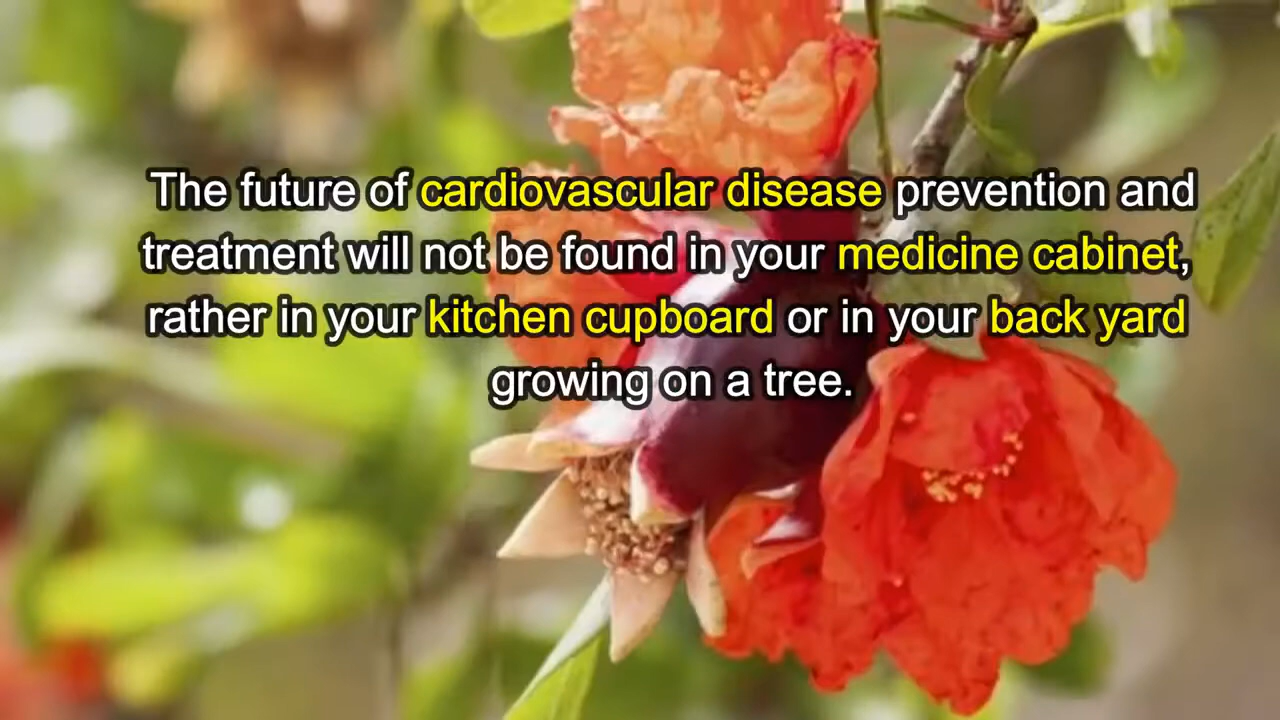 The future of cardiovascular disease prevention and
treatment will not be found in your medicine cabinet,
rather in your kitchen cupboard or in your back yard
growing on a tree.